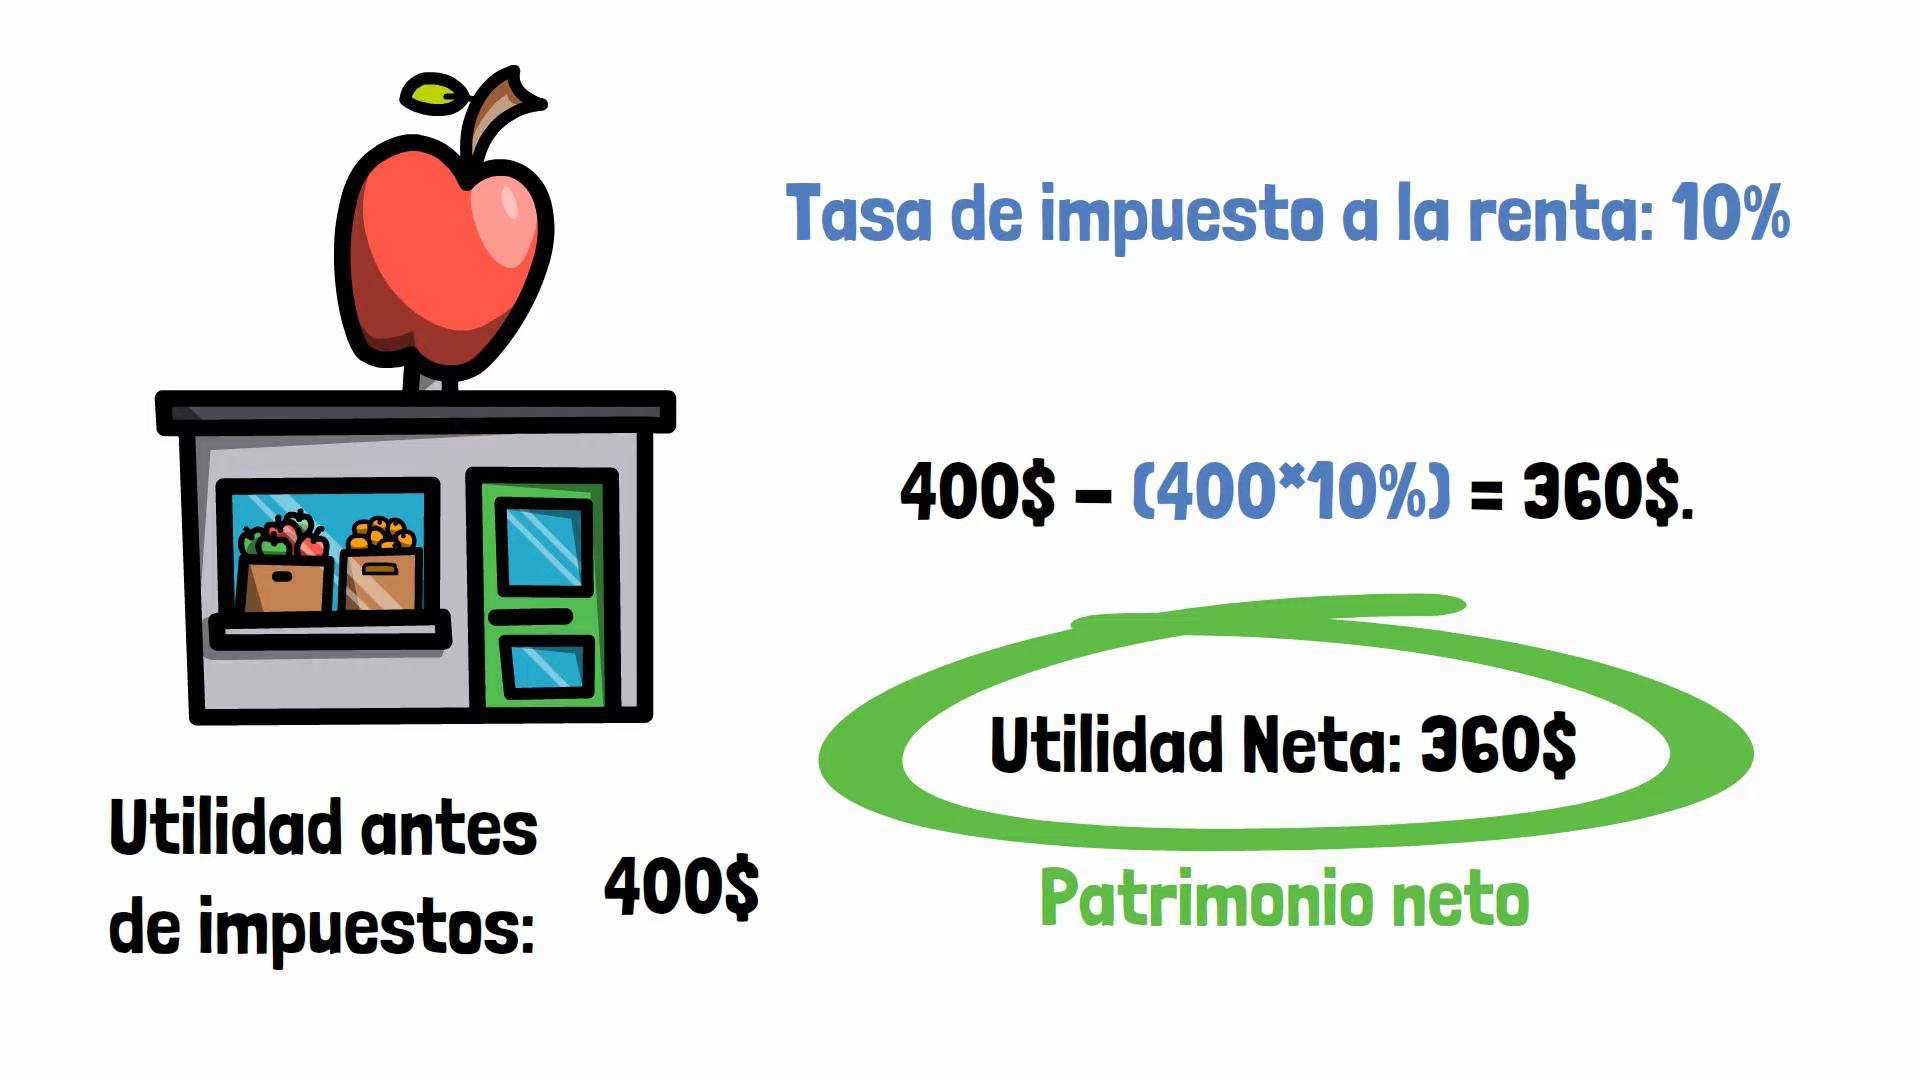 Tasa de impuesto a la renta: 10%
400$ - (400*10%) = 360$.
Utilidad Neta: 360$
Patrimonio neto
Utilidad antes
de impuestos:
400$